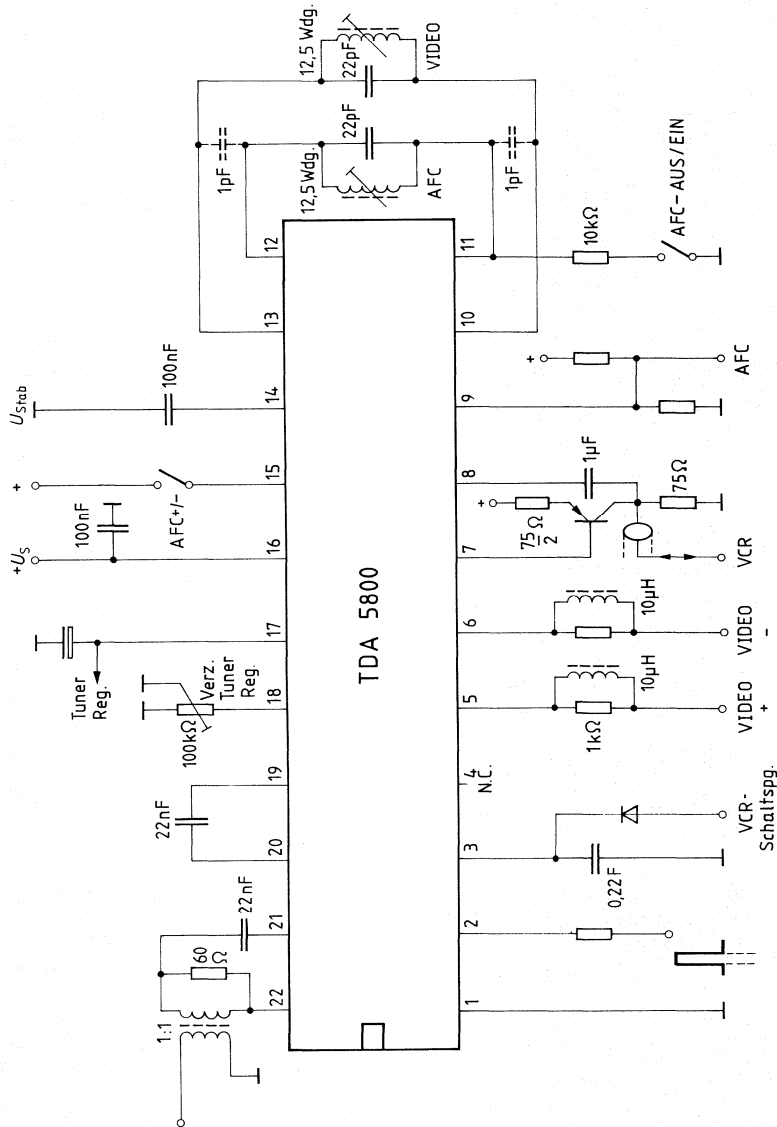 1:1
60
Ω
22nF
22nF
100kΩ
Verz.
Tuner
Reg.
Tuner
Reg.
+U_S
100nF
+
AFC+/-
U_Stab
100nF
1pF
12,5 Wdg.
22pF
AFC
12,5 Wdg.
22pF
VIDEO
1pF
22
21
20
19
18
17
16
15
14
13
12
TDA 5800
1
2
3
4
5
6
7
8
9
10
11
N.C.
0,22F
VCR-
Schaltspg.
1kΩ
10µH
VIDEO
+
10µH
VIDEO
-
75/2 Ω
+
1µF
75Ω
VCR
+
AFC
10kΩ
AFC-AUS/EIN